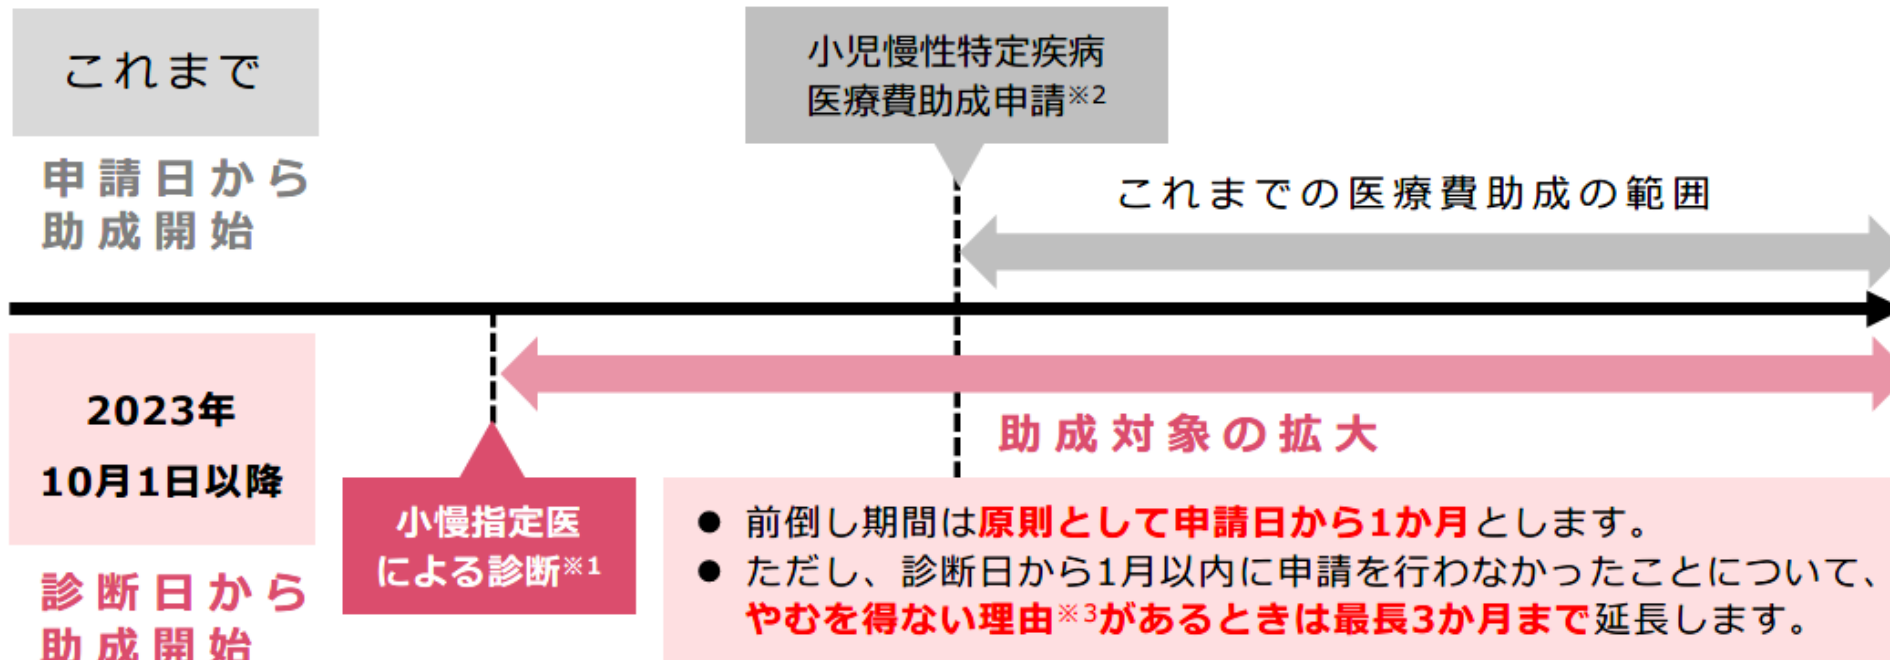 これまで
申請日から
助成開始
小児慢性特定疾病
医療費助成申請※2
これまでの医療費助成の範囲
2023年
10月1日以降
診断日から
助成開始
小慢指定医
による診断※1
助成対象の拡大
● 前倒し期間は原則として申請日から1か月とします。
● ただし、診断日から1月以内に申請を行わなかったことについて、
やむを得ない理由※3があるときは最長3か月まで延長します。